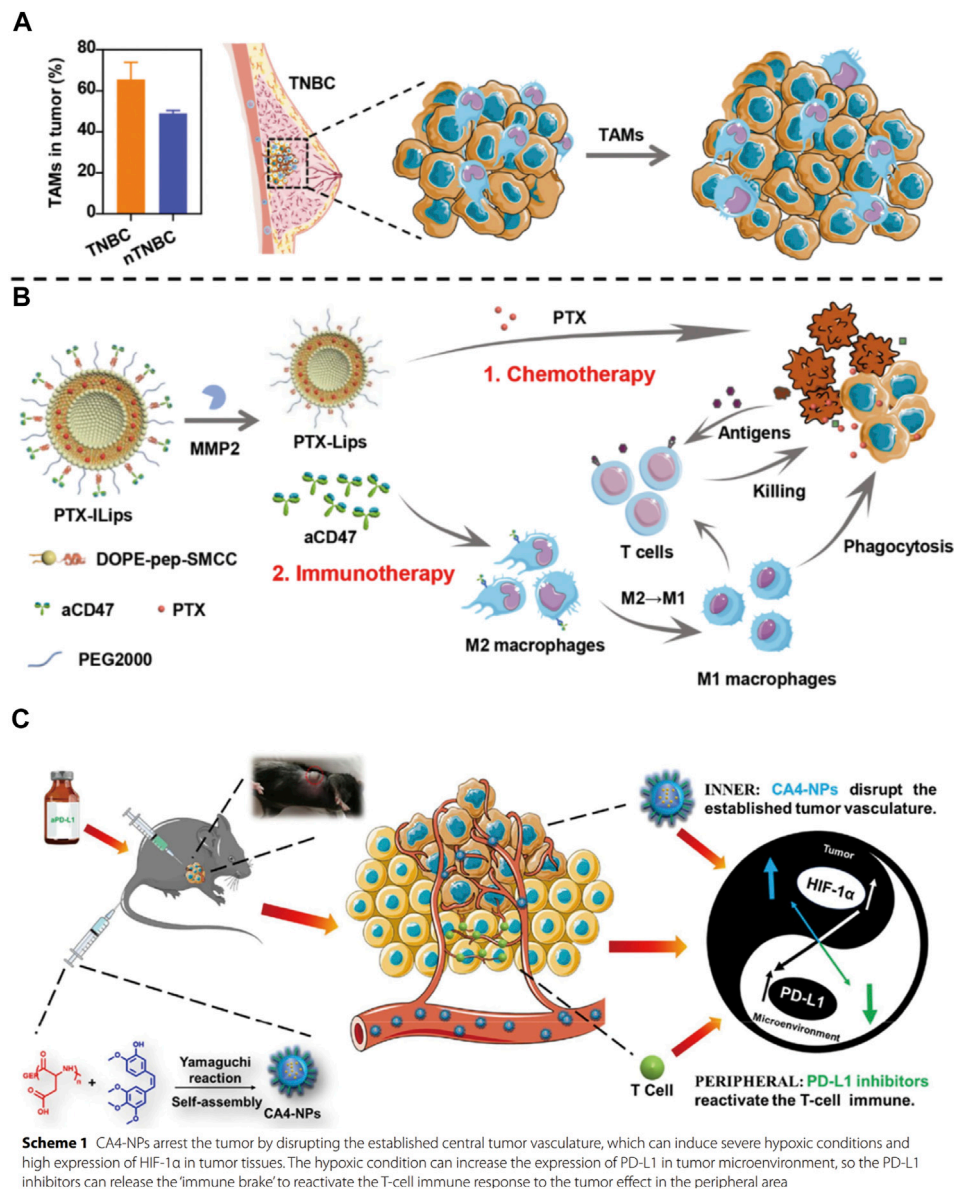 A
80
60
40
20
0
TAMs in tumor (%)
TNBC
nTNBC
TNBC
TAMs
B
PTX-ILips
MMP2
PTX-Lips
aCD47
PTX
1. Chemotherapy
2. Immunotherapy
Antigens
Killing
T cells
Phagocytosis
M2→M1
M2 macrophages
M1 macrophages
DOPE-pep-SMCC
aCD47
PTX
PEG2000
C
aPD-L1
INNER: CA4-NPs disrupt the
established tumor vasculature.
Tumor
HIF-1α
PD-L1
Microenvironment
T Cell
PERIPHERAL: PD-L1 inhibitors
reactivate the T-cell immune.
O
NH
n
O
OH
+
OH
O
O
O
O
Yamaguchi
reaction
Self-assembly
CA4-NPs
Scheme 1 CA4-NPs arrest the tumor by disrupting the established central tumor vasculature, which can induce severe hypoxic conditions and
high expression of HIF-1α in tumor tissues. The hypoxic condition can increase the expression of PD-L1 in tumor microenvironment, so the PD-L1
inhibitors can release the 'immune brake' to reactivate the T-cell immune response to the tumor effect in the peripheral area